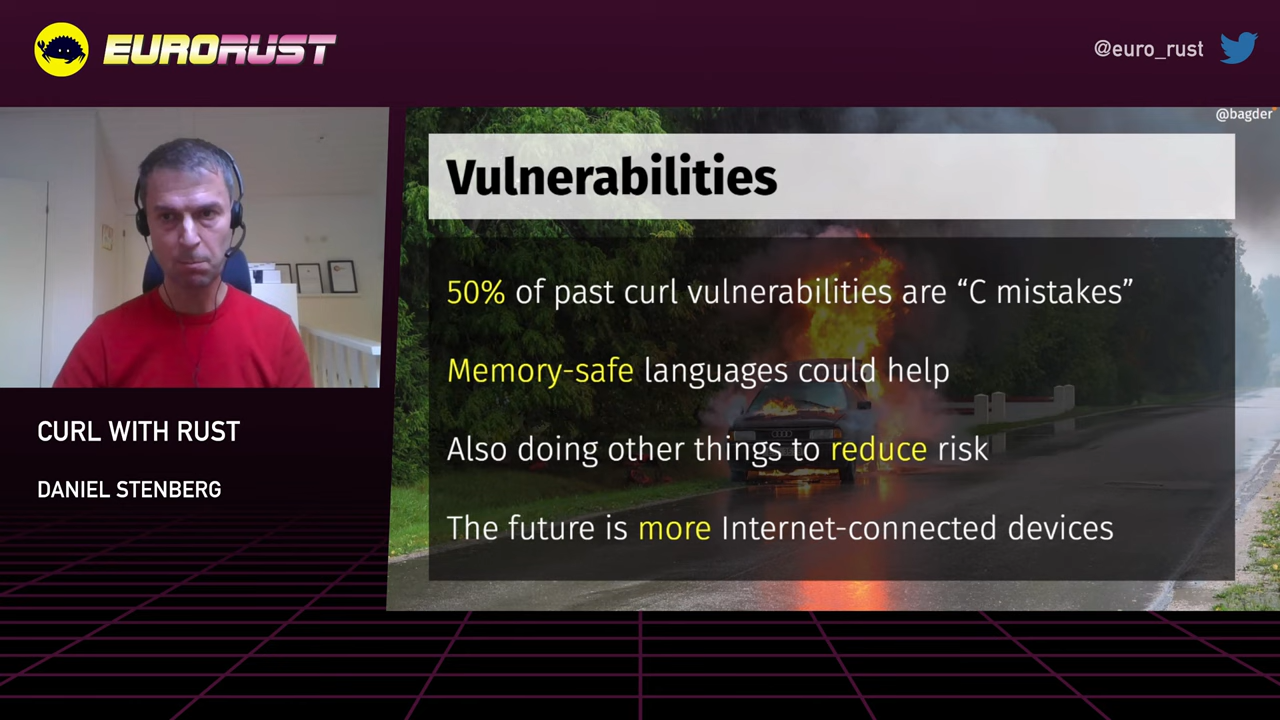 EURORUST
@euro_rust
@bagder
Vulnerabilities
50% of past curl vulnerabilities are “C mistakes”
Memory-safe languages could help
Also doing other things to reduce risk
The future is more Internet-connected devices
CURL WITH RUST
DANIEL STENBERG